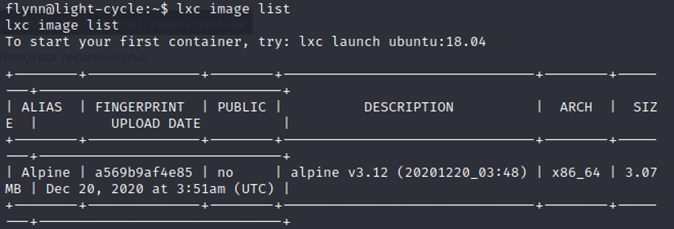 flynn@light-cycle:~$ lxc image list
lxc image list
To start your first container, try: lxc launch ubuntu:18.04
+--------+--------------+--------+-------------------------------+--------+-----
---+------------------------------+
| ALIAS | FINGERPRINT | PUBLIC | DESCRIPTION | ARCH | SIZ
E | UPLOAD DATE |
+--------+--------------+--------+-------------------------------+--------+-----
---+------------------------------+
| Alpine | a569b9af4e85 | no | alpine v3.12 (20201220_03:48) | x86_64 | 3.07
MB | Dec 20, 2020 at 3:51am (UTC) |
+--------+--------------+--------+-------------------------------+--------+-----
---+------------------------------+